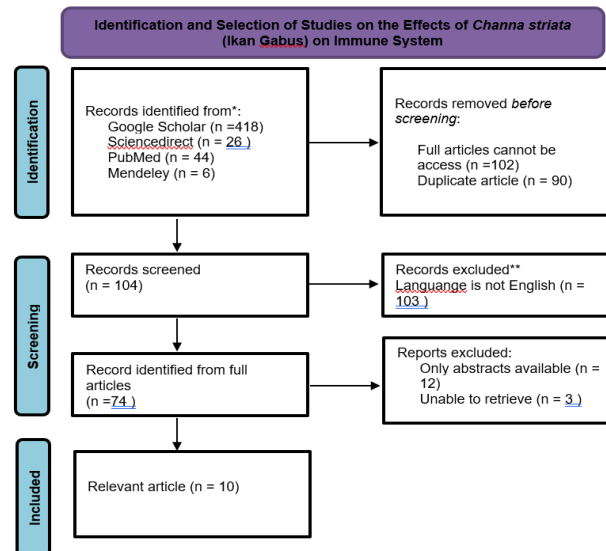 Identification and Selection of Studies on the Effects of Channa striata
(Ikan Gabus) on Immune System
Identification
Records identified from*:
Google Scholar (n =418)
Sciencedirect (n = 26 )
PubMed (n = 44)
Mendeley (n = 6)
Records removed before
screening:
Full articles cannot be
access (n =102)
Duplicate article (n = 90)
Screening
Records screened
(n = 104)
Records excluded**
Languange is not English (n =
103 )
Record identified from full
articles
(n =74 )
Reports excluded:
Only abstracts available (n =
12)
Unable to retrieve (n = 3 )
Included
Relevant article (n = 10)